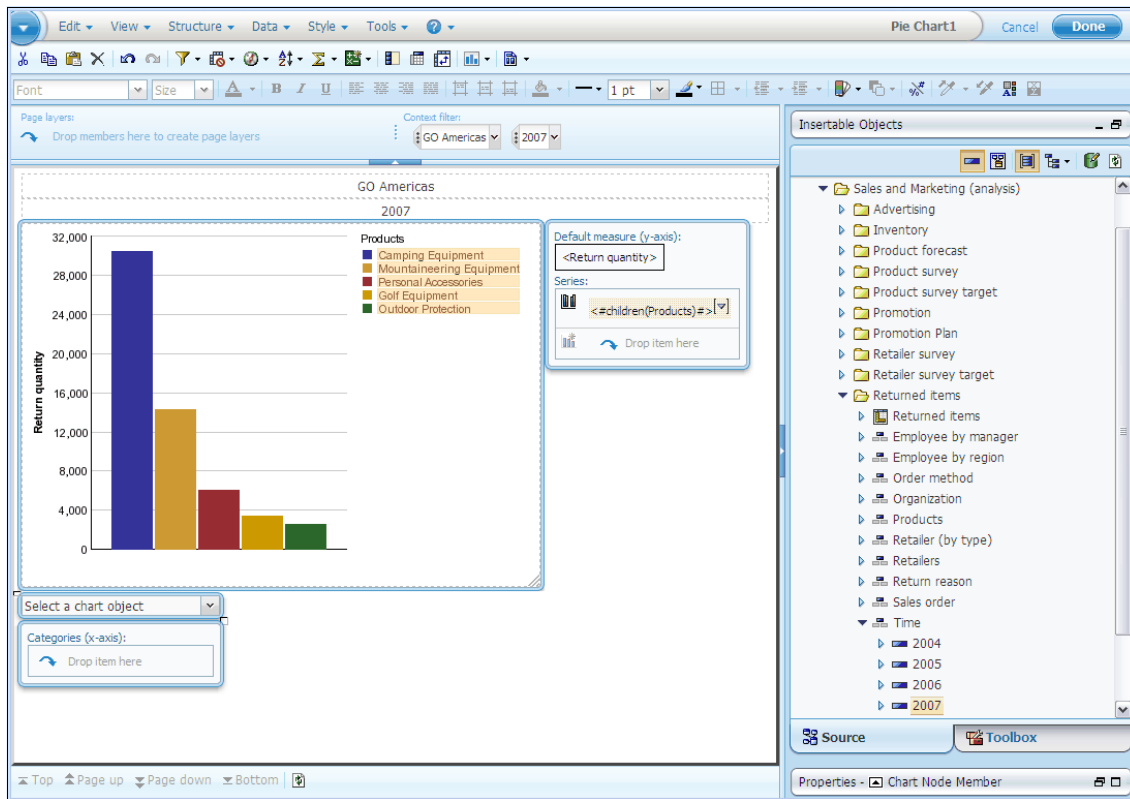 Edit View Structure Data Style Tools Pie Chart1 Cancel Done
Font Size A B I U 1 pt
Page layers:
Drop members here to create page layers
Context filter:
GO Americas 2007
GO Americas
2007
32,000
28,000
24,000
20,000
16,000
12,000
8,000
4,000
0
Return quantity
Products
Camping Equipment
Mountaineering Equipment
Personal Accessories
Golf Equipment
Outdoor Protection
Default measure (y-axis):
<Return quantity>
Series:
<#children(Products)#>
Drop item here
Select a chart object
Categories (x-axis):
Drop item here
Top Page up Page down Bottom
Insertable Objects
Sales and Marketing (analysis)
Advertising
Inventory
Product forecast
Product survey
Product survey target
Promotion
Promotion Plan
Retailer survey
Retailer survey target
Returned items
Returned items
Employee by manager
Employee by region
Order method
Organization
Products
Retailer (by type)
Retailers
Return reason
Sales order
Time
2004
2005
2006
2007
Source Toolbox
Properties - Chart Node Member